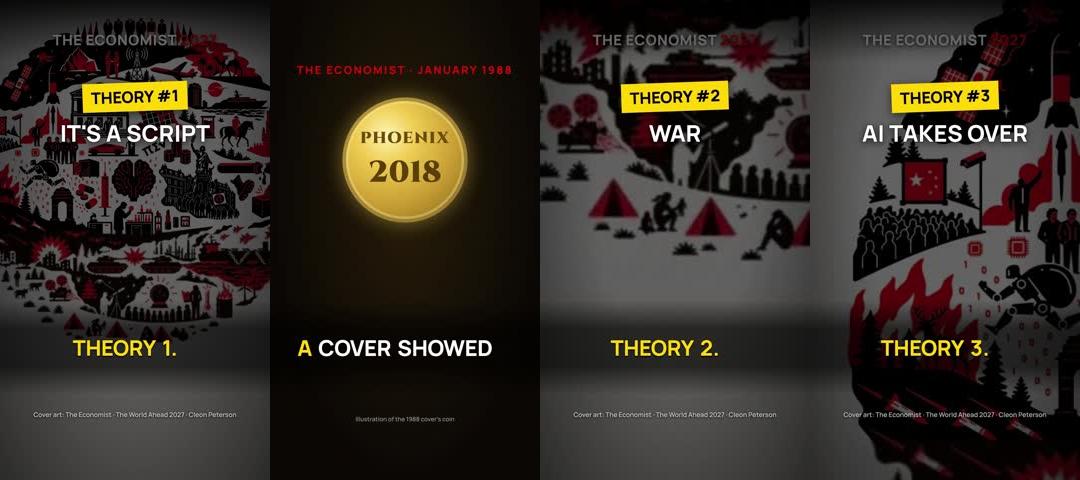 THE ECONOMIST 2027
THEORY #1
IT'S A SCRIPT
THEORY 1.
Cover art: The Economist · The World Ahead 2027 · Cleon Peterson
THE ECONOMIST · JANUARY 1988
PHOENIX
2018
A COVER SHOWED
Illustration of the 1988 cover's coin
THE ECONOMIST 2027
THEORY #2
WAR
THEORY 2.
Cover art: The Economist · The World Ahead 2027 · Cleon Peterson
THE ECONOMIST 2027
THEORY #3
AI TAKES OVER
THEORY 3.
Cover art: The Economist · The World Ahead 2027 · Cleon Peterson